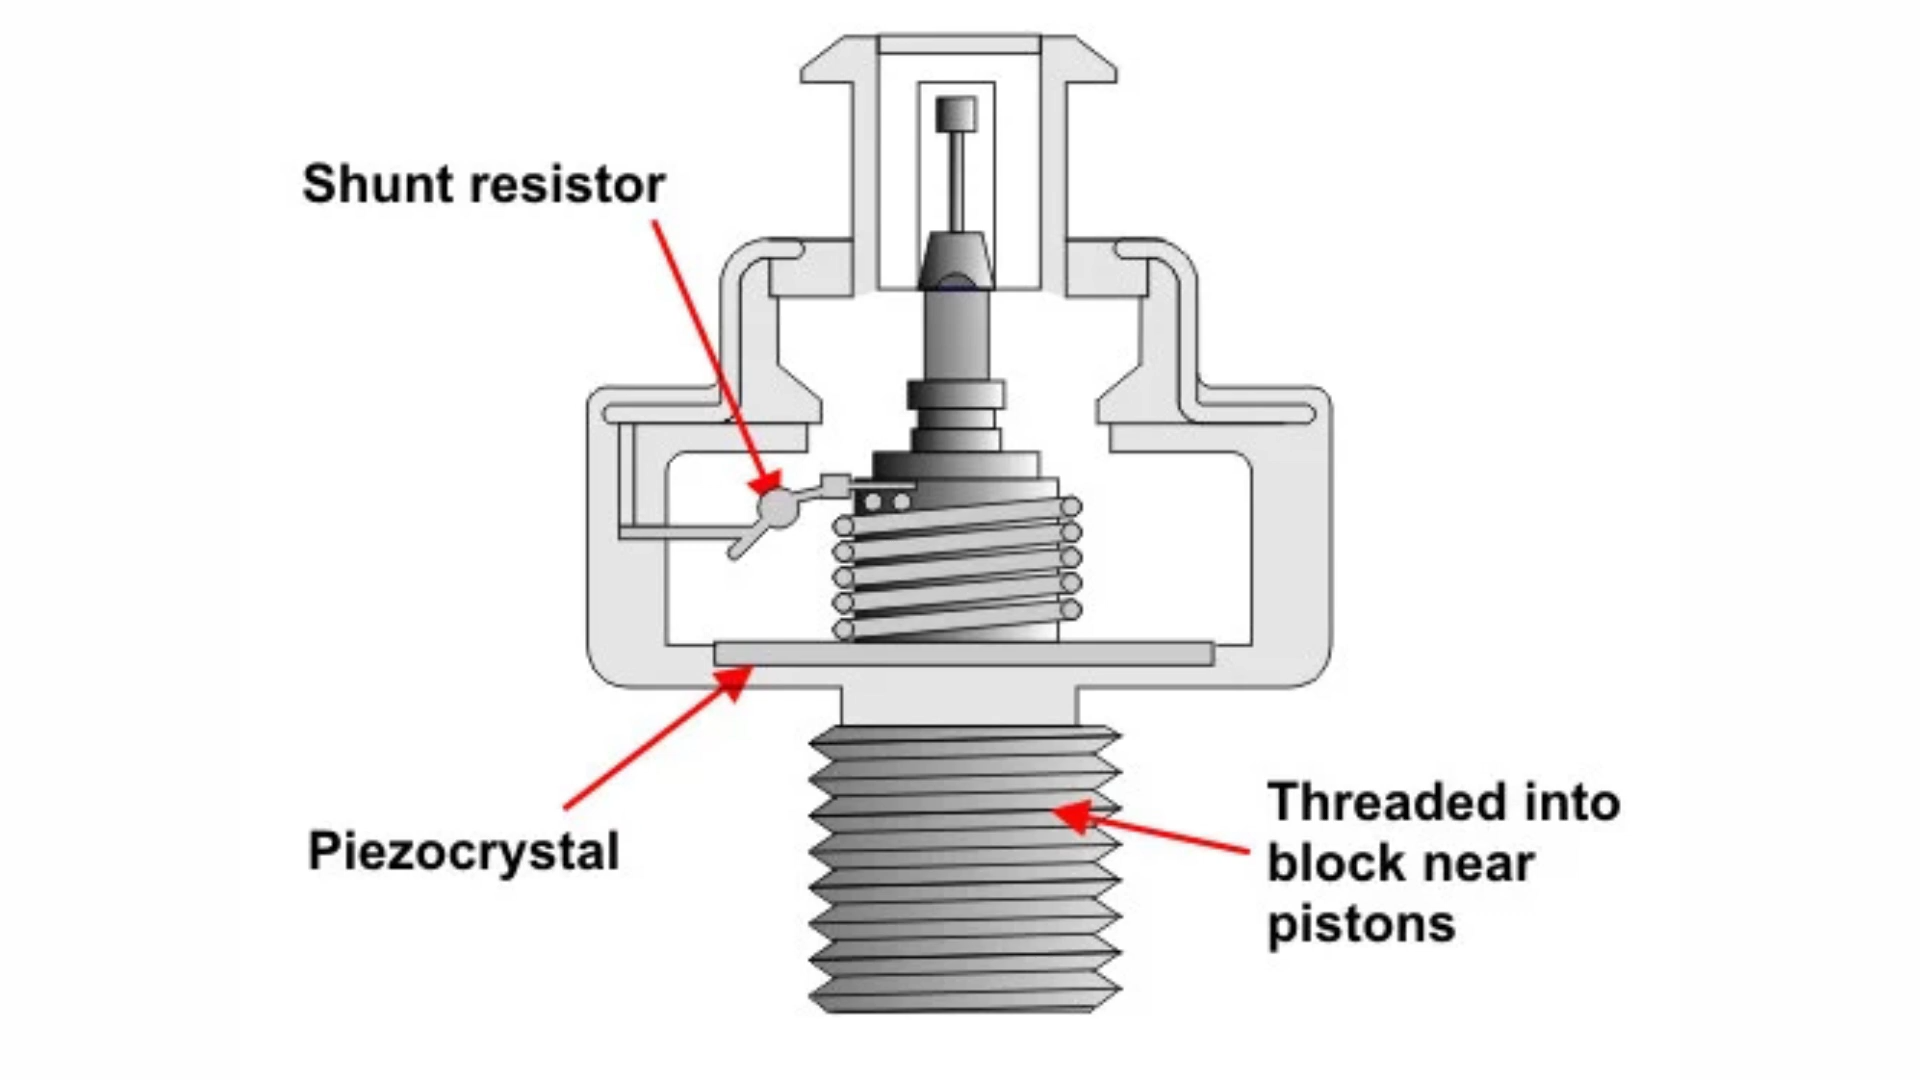 Shunt resistor
Piezocrystal
Threaded into
block near
pistons